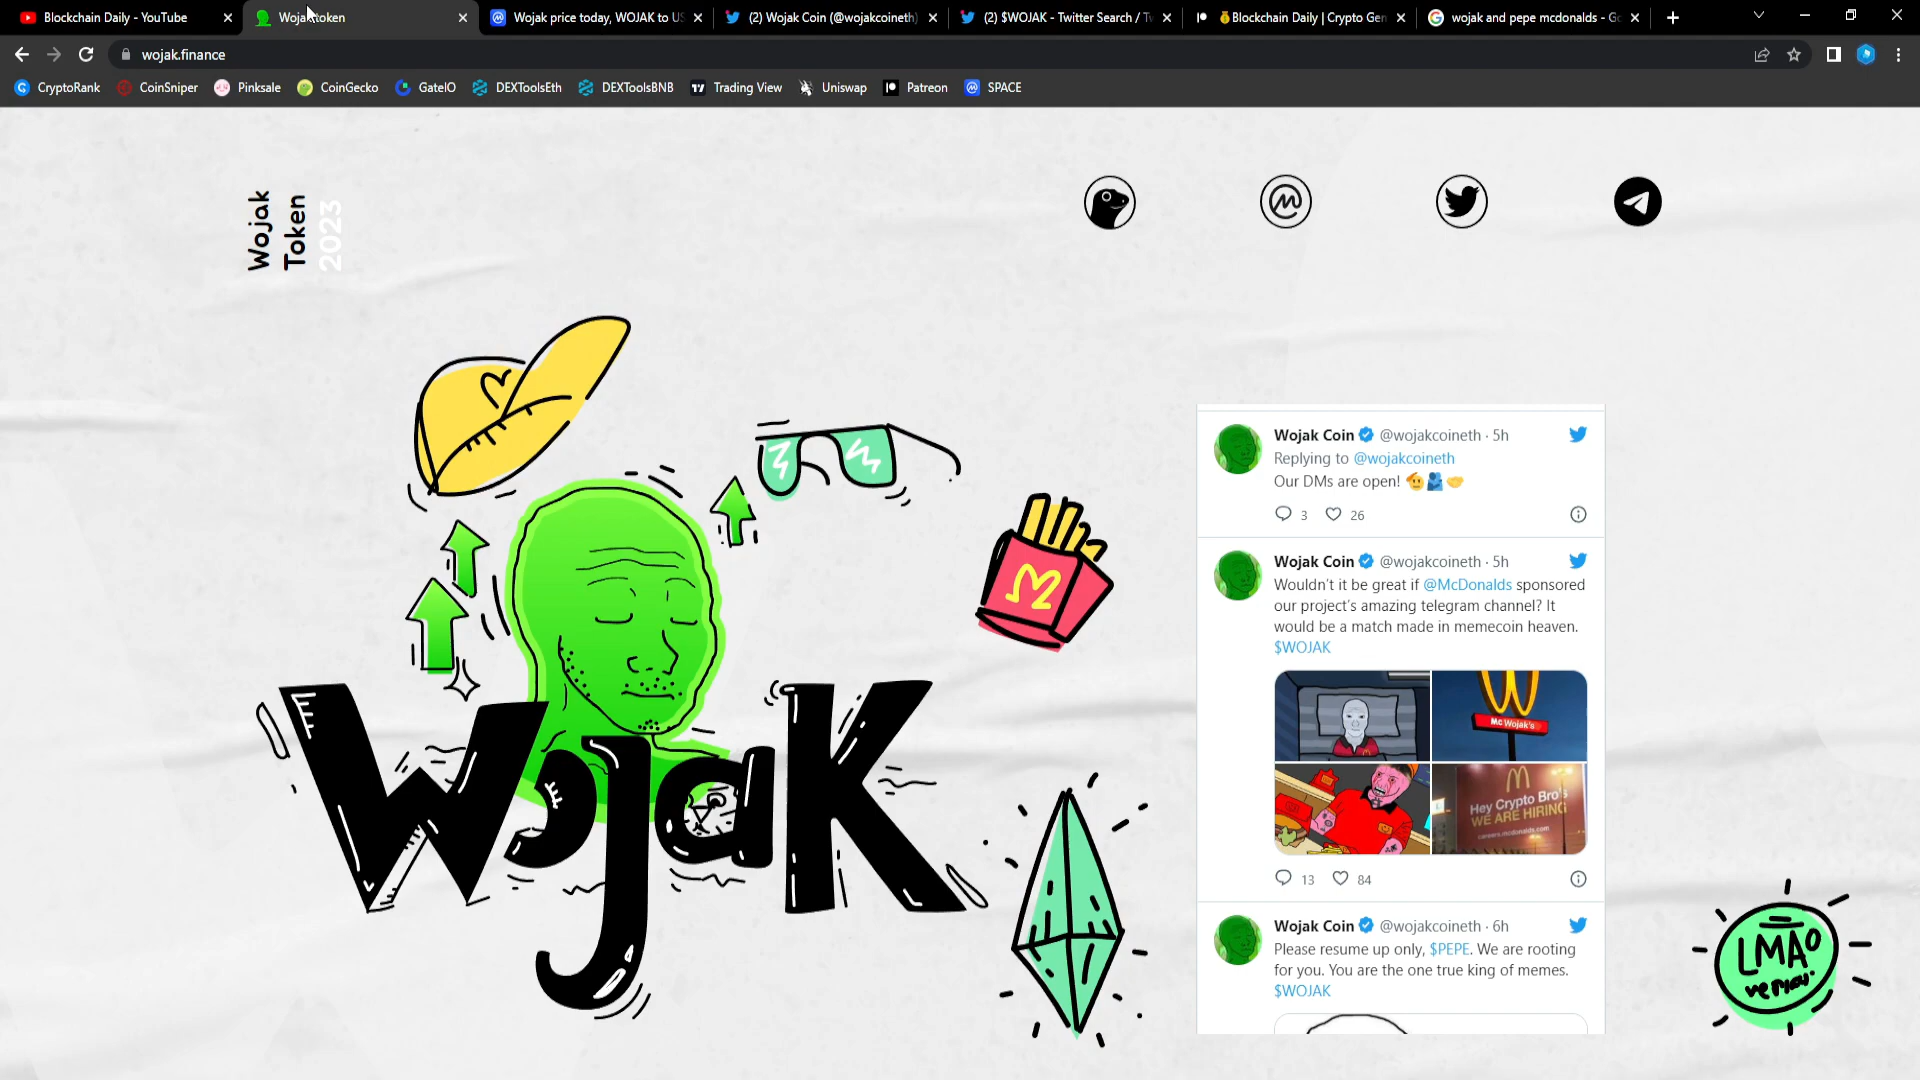 Blockchain Daily - YouTube
Wojak token
Wojak price today, WOJAK to US
(2) Wojak Coin (@wojakcoineth)
(2) $WOJAK - Twitter Search / Tw
Blockchain Daily | Crypto Gen
wojak and pepe mcdonalds - Go
wojak.finance
CryptoRank
CoinSniper
Pinksale
CoinGecko
GateIO
DEXToolsEth
DEXToolsBNB
Trading View
Uniswap
Patreon
SPACE
Wojak
Token
2023
WojaK
Wojak Coin @wojakcoineth · 5h
Replying to @wojakcoineth
Our DMs are open! 
3 26
Wojak Coin @wojakcoineth · 5h
Wouldn't it be great if @McDonalds sponsored
our project's amazing telegram channel? It
would be a match made in memecoin heaven.
$WOJAK
Mc Wojak's
Hey Crypto Bro's
WE ARE HIRING
careers.mcdonalds.com
13 84
Wojak Coin @wojakcoineth · 6h
Please resume up only, $PEPE. We are rooting
for you. You are the one true king of memes.
$WOJAK
LMAO